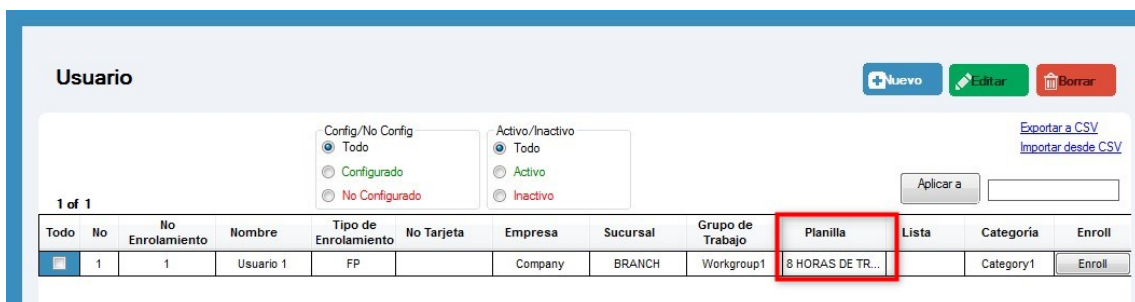 Usuario
Nuevo
Editar
Borrar
Config/No Config
Todo
Configurado
No Configurado
Activo/Inactivo
Todo
Activo
Inactivo
Exportar a CSV
Importar desde CSV
Aplicar a
1 of 1
Todo No No Enrolamiento Nombre Tipo de Enrolamiento No Tarjeta Empresa Sucursal Grupo de Trabajo Planilla Lista Categoría Enroll
1 1 Usuario 1 FP Company BRANCH Workgroup1 8 HORAS DE TR... Category1 Enroll